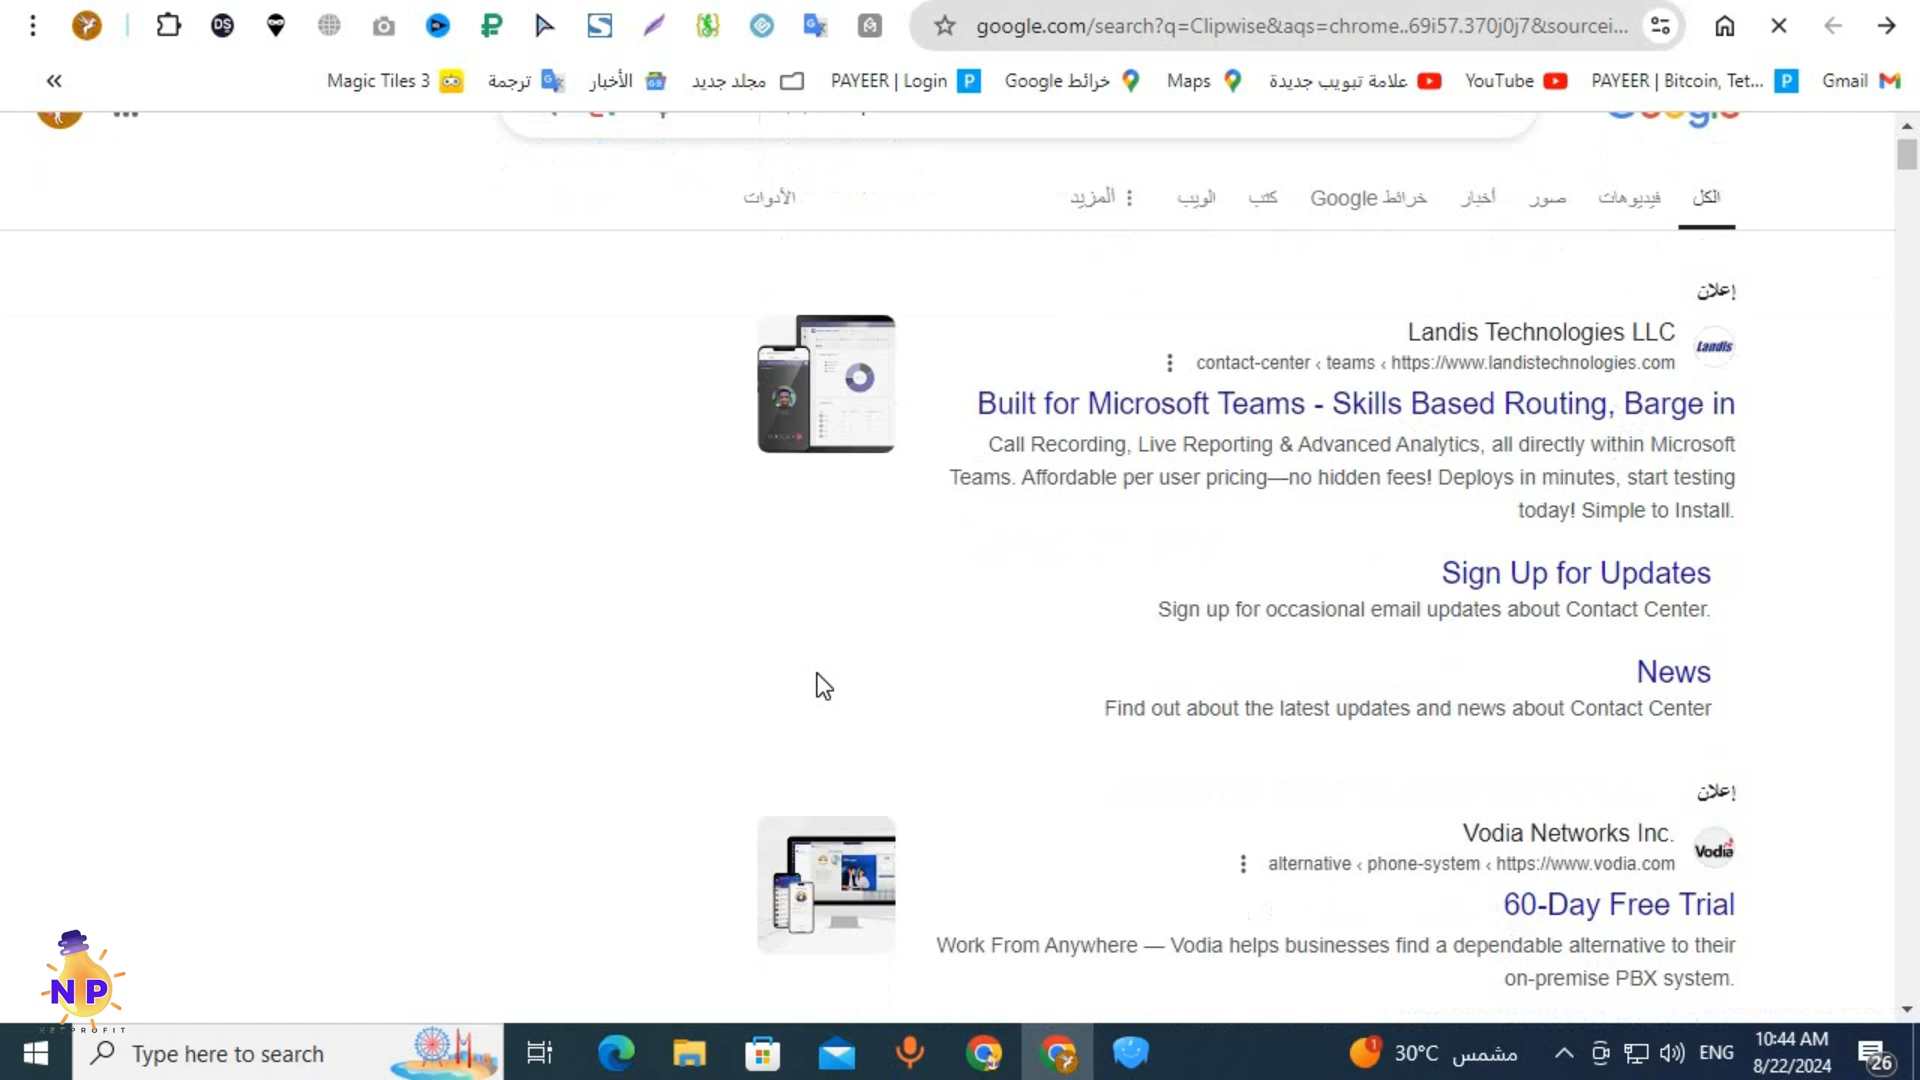 google.com/search?q=Clipwise&aqs=chrome..69i57.370j0j7&sourcei...
Magic Tiles 3
ترجمة
الأخبار
مجلد جديد
PAYEER | Login
خرائط Google
Maps
علامة تبويب جديدة
YouTube
PAYEER | Bitcoin, Tet...
Gmail
الكل
فيديوهات
صور
أخبار
خرائط Google
كتب
الويب
المزيد
الأدوات
إعلان
Landis Technologies LLC
Landis
https://www.landistechnologies.com › teams › contact-center
Built for Microsoft Teams - Skills Based Routing, Barge in
Call Recording, Live Reporting & Advanced Analytics, all directly within Microsoft
Teams. Affordable per user pricing—no hidden fees! Deploys in minutes, start testing
today! Simple to Install.
Sign Up for Updates
Sign up for occasional email updates about Contact Center.
News
Find out about the latest updates and news about Contact Center
إعلان
Vodia Networks Inc.
Vodia
https://www.vodia.com › phone-system › alternative
60-Day Free Trial
Work From Anywhere — Vodia helps businesses find a dependable alternative to their
on-premise PBX system.
NP
NETPROFIT
Type here to search
30°C مشمس
ENG
10:44 AM
8/22/2024
26